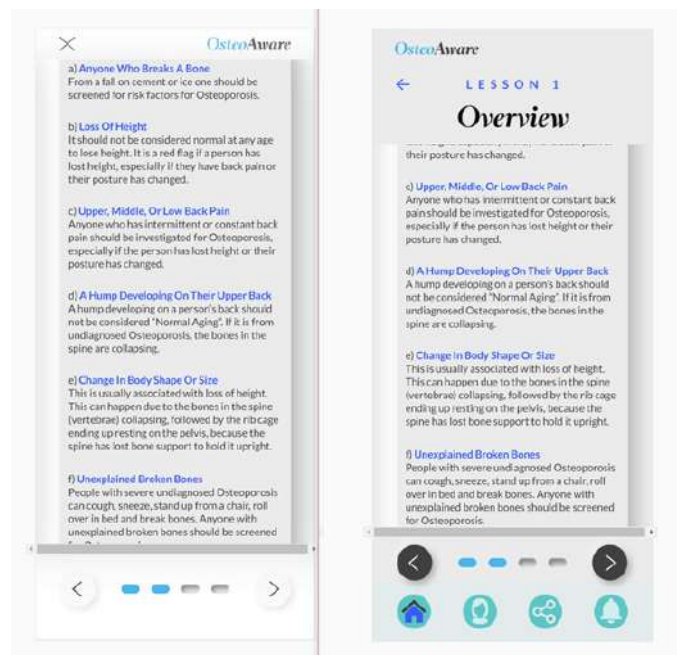 OsteoAware
a) Anyone Who Breaks A Bone
From a fall on cement or ice one should be
screened for risk factors for Osteoporosis.
b) Loss Of Height
It should not be considered normal at any age
to lose height. It is a red flag if a person has
lost height, especially if they have back pain or
their posture has changed.
c) Upper, Middle, Or Low Back Pain
Anyone who has intermittent or constant back
pain should be investigated for Osteoporosis,
especially if the person has lost height or their
posture has changed.
d) A Hump Developing On Their Upper Back
A hump developing on a person's back should
not be considered "Normal Aging". If it is from
undiagnosed Osteoporosis, the bones in the
spine are collapsing.
e) Change In Body Shape Or Size
This is usually associated with loss of height.
This can happen due to the bones in the spine
(vertebrae) collapsing, followed by the rib cage
ending up resting on the pelvis, because the
spine has lost bone support to hold it upright.
f) Unexplained Broken Bones
People with severe undiagnosed Osteoporosis
can cough, sneeze, stand up from a chair, roll
over in bed and break bones. Anyone with
unexplained broken bones should be screened
OsteoAware
LESSON 1
Overview
their posture has changed.
c) Upper, Middle, Or Low Back Pain
Anyone who has intermittent or constant back
pain should be investigated for Osteoporosis,
especially if the person has lost height or their
posture has changed.
d) A Hump Developing On Their Upper Back
A hump developing on a person's back should
not be considered "Normal Aging". If it is from
undiagnosed Osteoporosis, the bones in the
spine are collapsing.
e) Change In Body Shape Or Size
This is usually associated with loss of height.
This can happen due to the bones in the spine
(vertebrae) collapsing, followed by the rib cage
ending up resting on the pelvis, because the
spine has lost bone support to hold it upright.
f) Unexplained Broken Bones
People with severe undiagnosed Osteoporosis
can cough, sneeze, stand up from a chair, roll
over in bed and break bones. Anyone with
unexplained broken bones should be screened
for Osteoporosis.